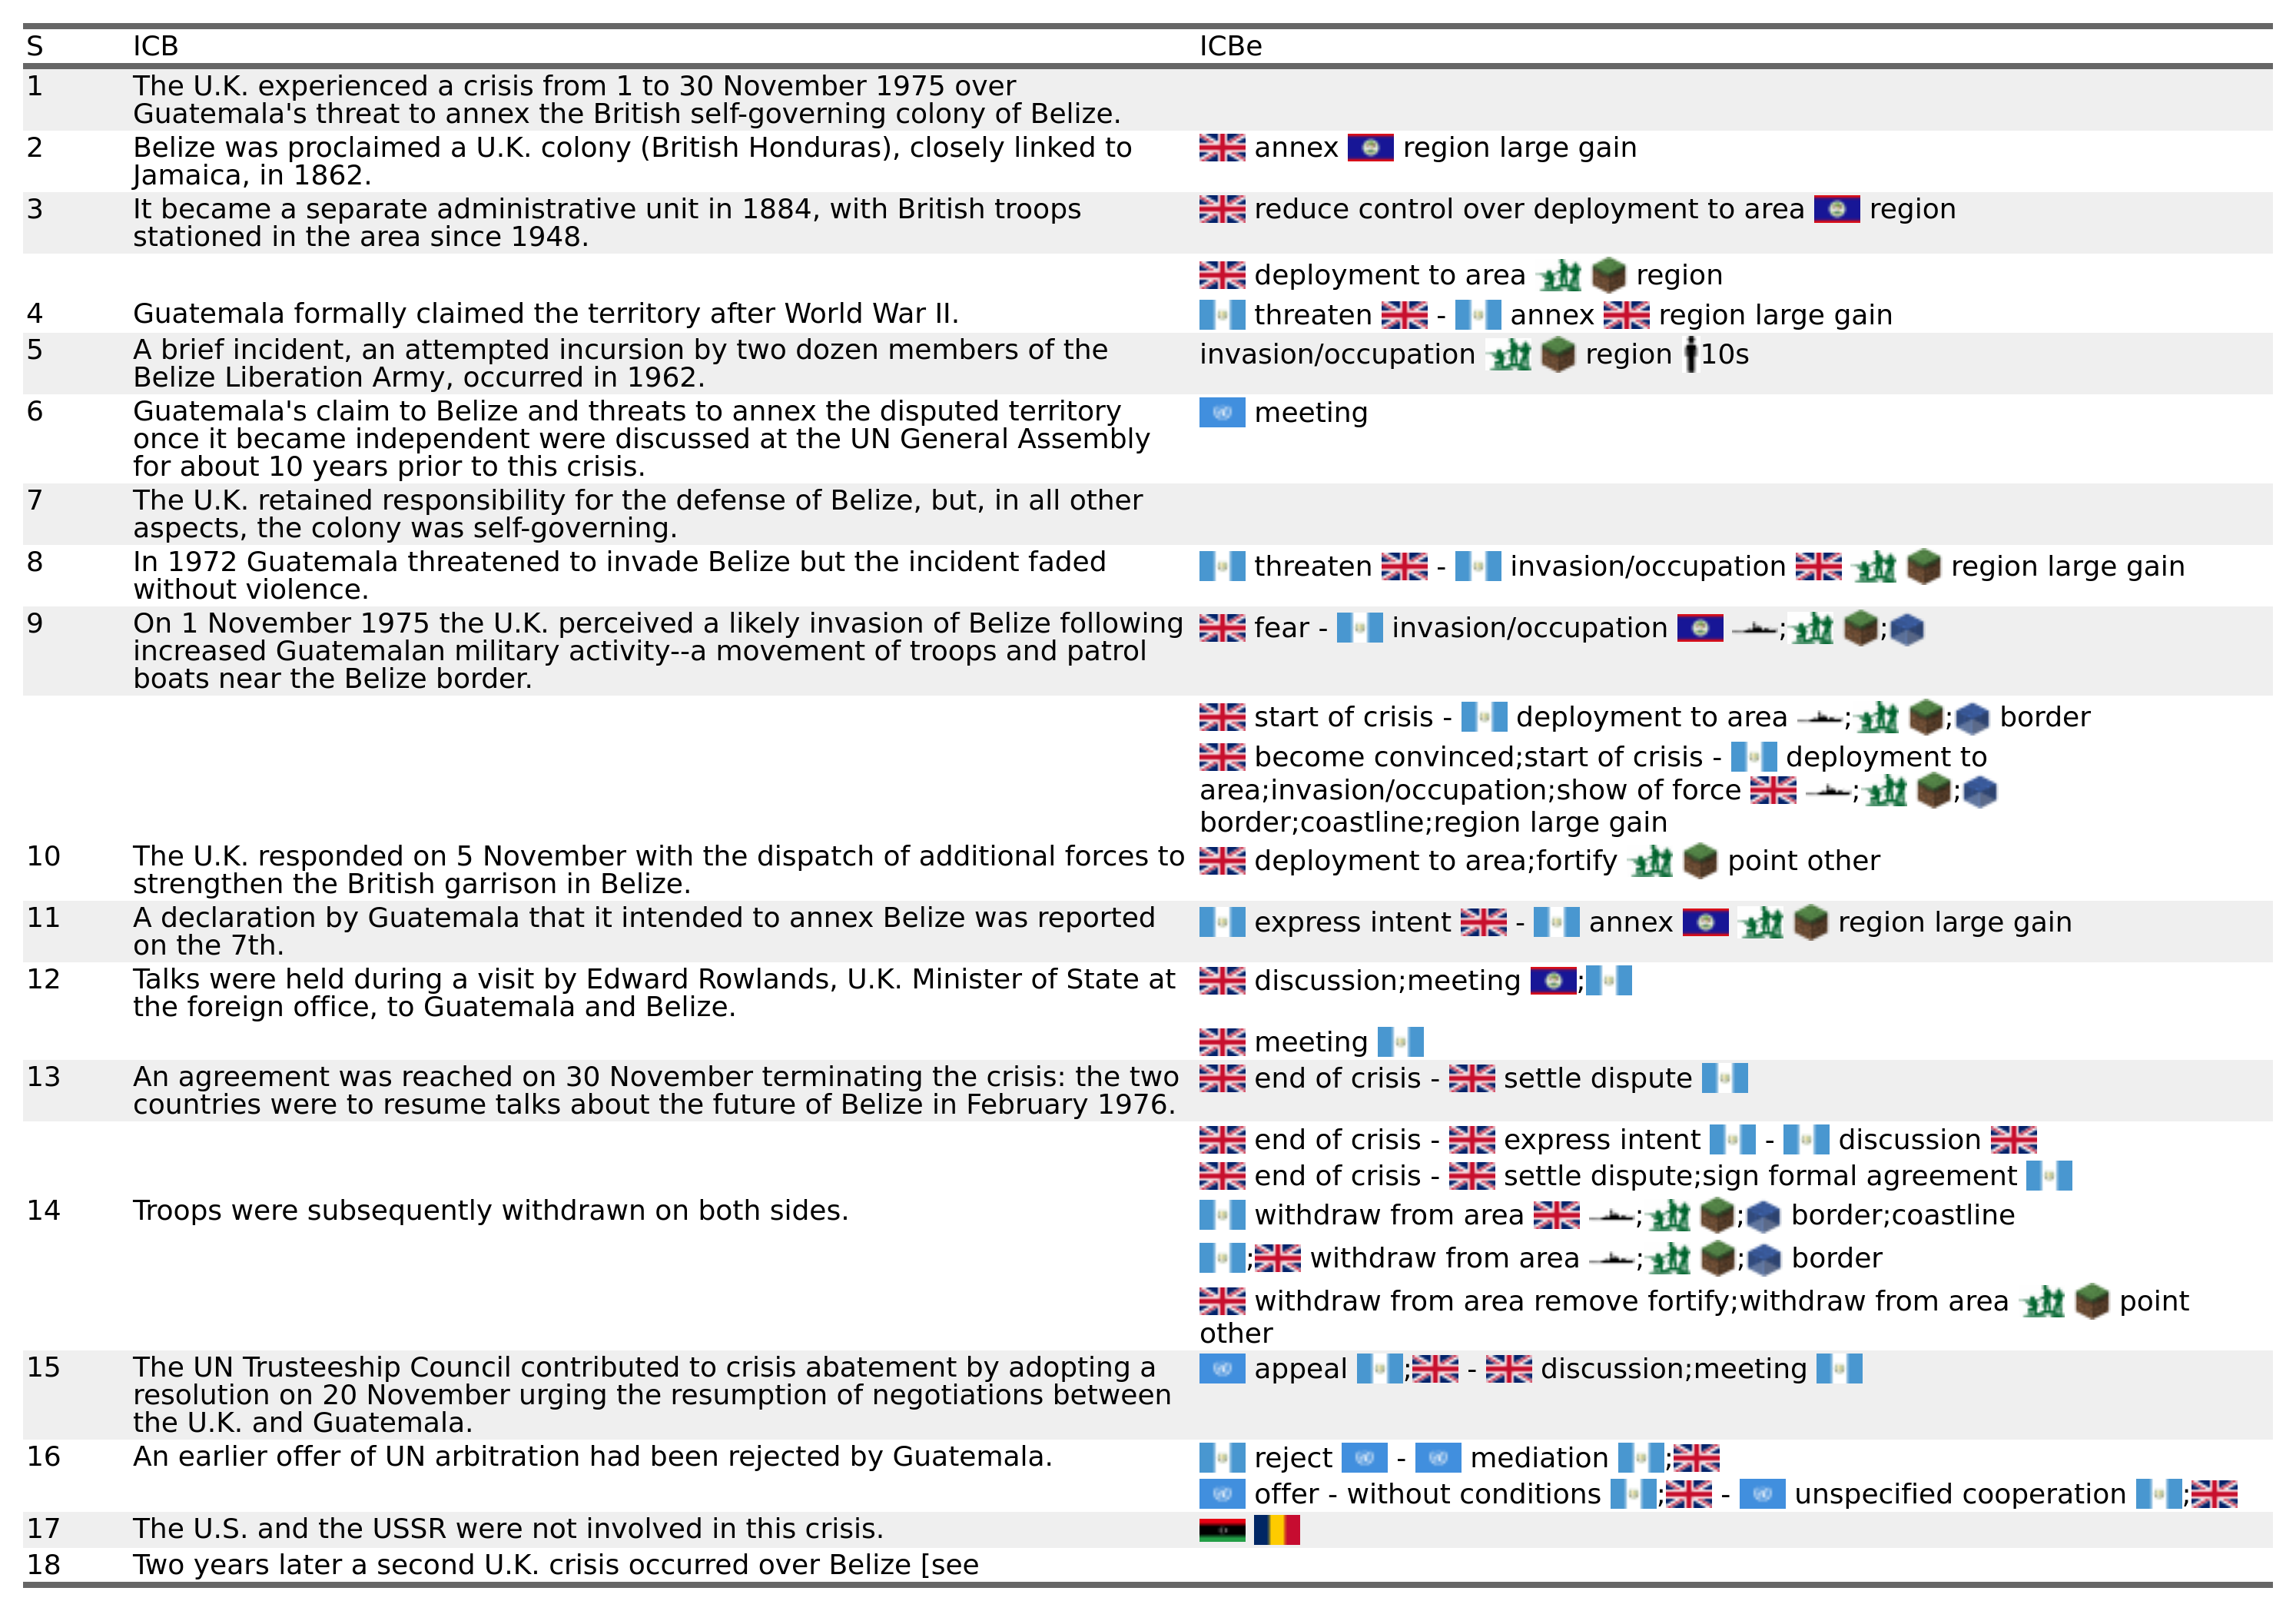 S ICB ICBe
1 The U.K. experienced a crisis from 1 to 30 November 1975 over
Guatemala's threat to annex the British self-governing colony of Belize.
2 Belize was proclaimed a U.K. colony (British Honduras), closely linked to annex region large gain
Jamaica, in 1862.
3 It became a separate administrative unit in 1884, with British troops reduce control over deployment to area region
stationed in the area since 1948.
deployment to area region
4 Guatemala formally claimed the territory after World War II. threaten - annex region large gain
5 A brief incident, an attempted incursion by two dozen members of the invasion/occupation region 10s
Belize Liberation Army, occurred in 1962.
6 Guatemala's claim to Belize and threats to annex the disputed territory meeting
once it became independent were discussed at the UN General Assembly
for about 10 years prior to this crisis.
7 The U.K. retained responsibility for the defense of Belize, but, in all other
aspects, the colony was self-governing.
8 In 1972 Guatemala threatened to invade Belize but the incident faded threaten - invasion/occupation region large gain
without violence.
9 On 1 November 1975 the U.K. perceived a likely invasion of Belize following fear - invasion/occupation ; ;
increased Guatemalan military activity--a movement of troops and patrol
boats near the Belize border.
start of crisis - deployment to area ; ; border
become convinced;start of crisis - deployment to
area;invasion/occupation;show of force ; ;
border;coastline;region large gain
10 The U.K. responded on 5 November with the dispatch of additional forces to deployment to area;fortify point other
strengthen the British garrison in Belize.
11 A declaration by Guatemala that it intended to annex Belize was reported express intent - annex region large gain
on the 7th.
12 Talks were held during a visit by Edward Rowlands, U.K. Minister of State at discussion;meeting ;
the foreign office, to Guatemala and Belize.
meeting
13 An agreement was reached on 30 November terminating the crisis: the two end of crisis - settle dispute
countries were to resume talks about the future of Belize in February 1976.
end of crisis - express intent - discussion
end of crisis - settle dispute;sign formal agreement
14 Troops were subsequently withdrawn on both sides. withdraw from area ; ; border;coastline
; withdraw from area ; ; border
withdraw from area remove fortify;withdraw from area point
other
15 The UN Trusteeship Council contributed to crisis abatement by adopting a appeal ; - discussion;meeting
resolution on 20 November urging the resumption of negotiations between
the U.K. and Guatemala.
16 An earlier offer of UN arbitration had been rejected by Guatemala. reject - mediation ;
offer - without conditions ; - unspecified cooperation ;
17 The U.S. and the USSR were not involved in this crisis.
18 Two years later a second U.K. crisis occurred over Belize [see